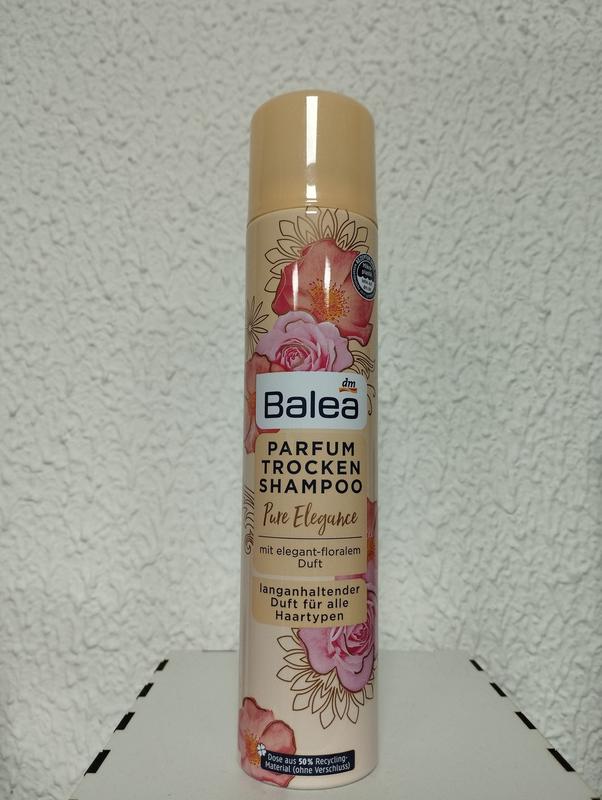 dm
Balea
PARFUM
TROCKEN
SHAMPOO
Pure Elegance
mit elegant-floralem
Duft
langanhaltender
Duft für alle
Haartypen
Dose aus 50% Recycling-
Material (ohne Verschluss)